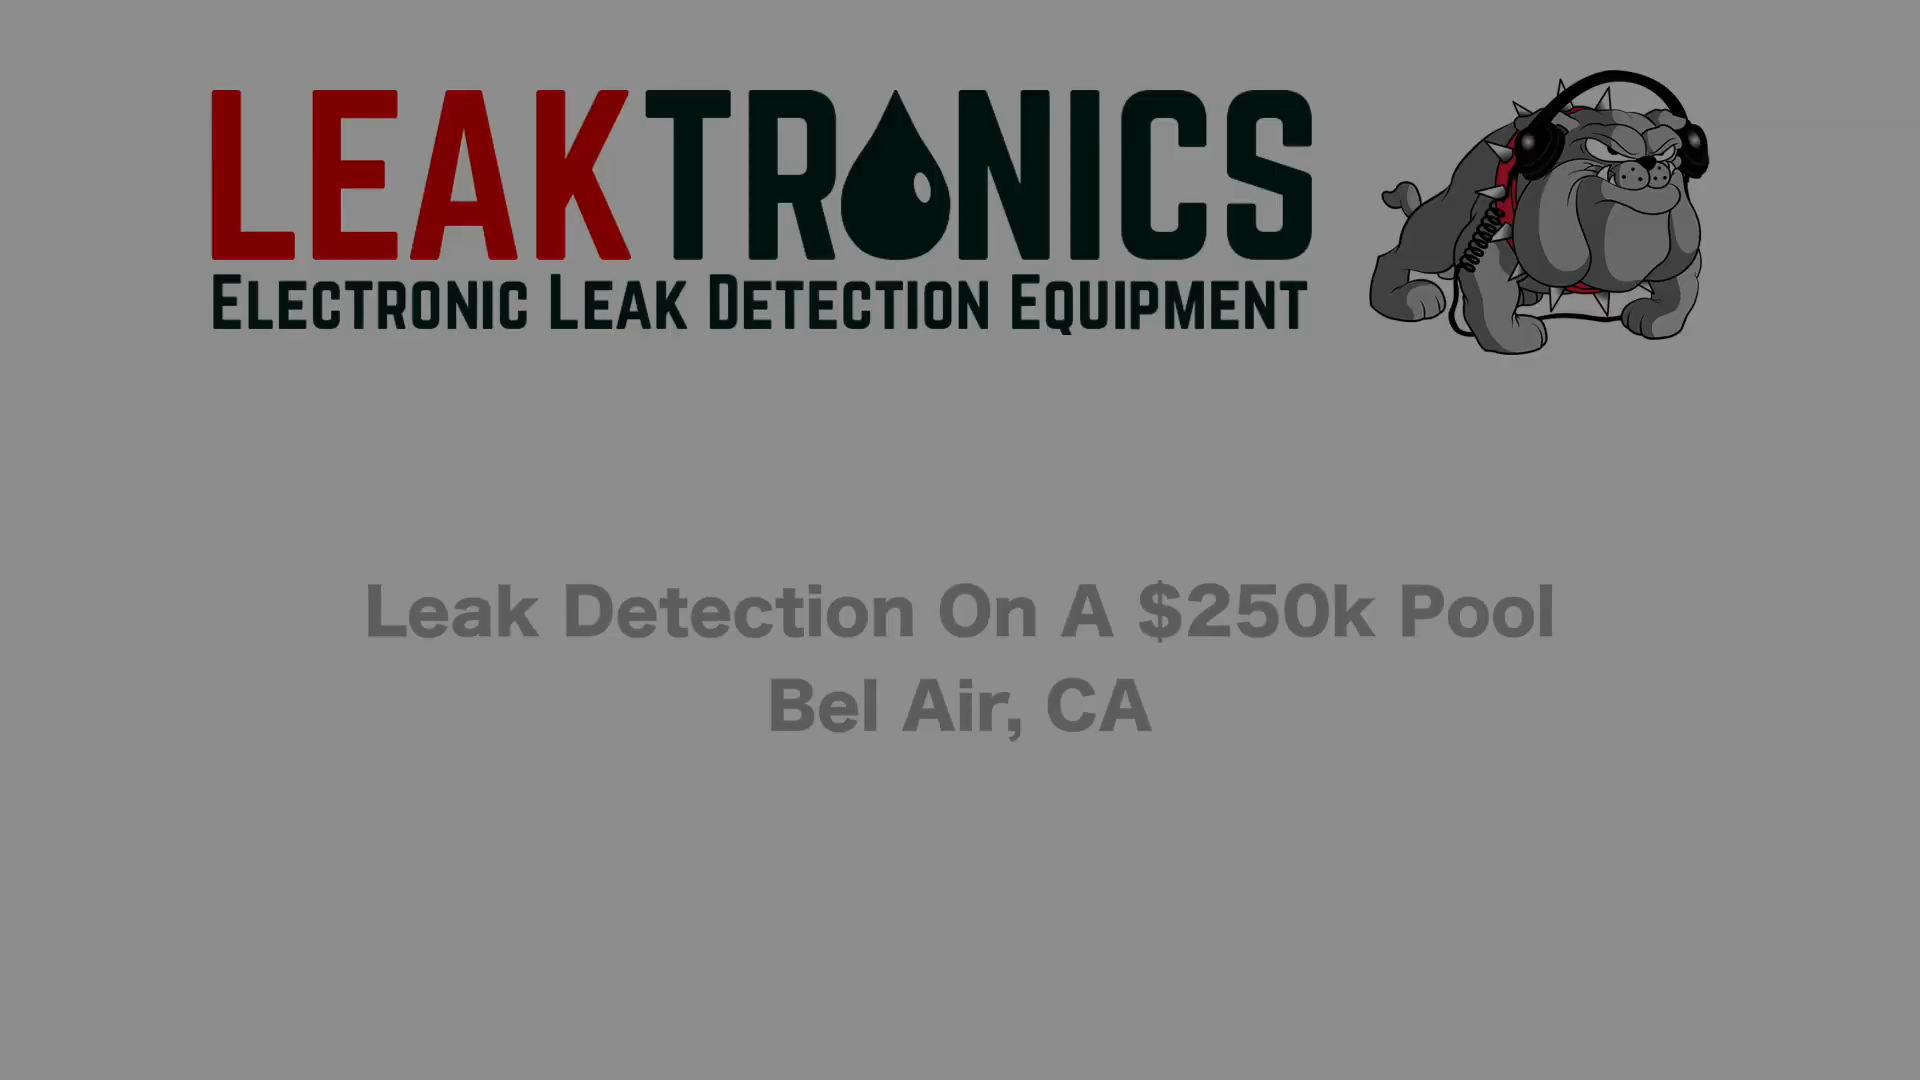 LEAKTRONICS
ELECTRONIC LEAK DETECTION EQUIPMENT
Leak Detection On A $250k Pool
Bel Air, CA